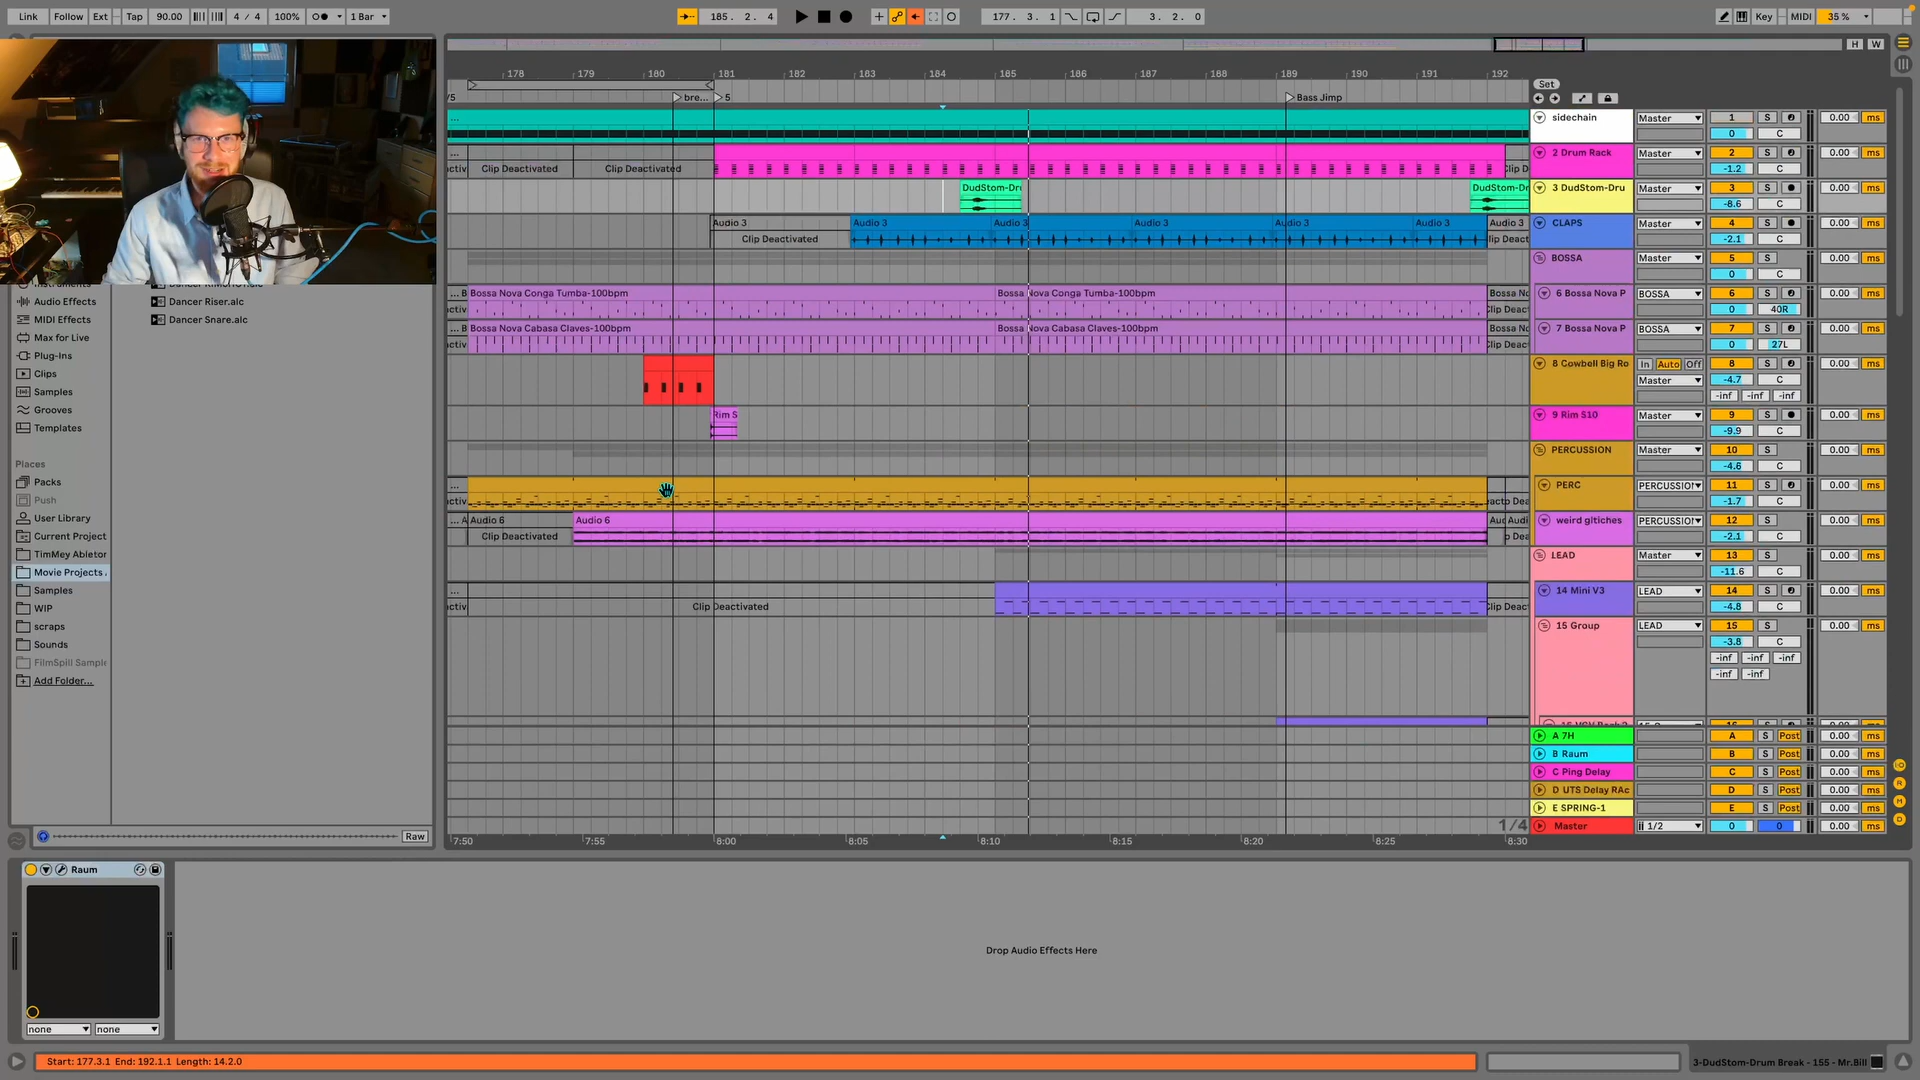 Link Follow Ext Tap 90.00 4 / 4 100% 1 Bar 185. 2. 4 177. 3. 1 3. 2. 0 Key MIDI 35 %
H W
178 179 180 181 182 183 184 185 186 187 188 189 190 191 192
Set
/5 bre... 5 Bass Jimp
... sidechain Master 1 S 0.00 ms
0 C
... 2 Drum Rack Master 2 S 0.00 ms
Clip Deactivated Clip Deactivated -1.2 C
DudStom-Dru DudStom-Dr 3 DudStom-Dru Master 3 S 0.00 ms
-8.6 C
Audio 3 Audio 3 Audio 3 Audio 3 Audio 3 Audio 3 Audio 3 CLAPS Master 4 S 0.00 ms
Clip Deactivated -2.1 C
BOSSA Master 5 S 0.00 ms
0 C
Instruments
Audio Effects
MIDI Effects
Max for Live
Plug-Ins
Clips
Samples
Grooves
Templates
Dancer Riser.alc
Dancer Snare.alc
... B Bossa Nova Conga Tumba-100bpm Bossa Nova Conga Tumba-100bpm Bossa No 6 Bossa Nova P BOSSA 6 S 0.00 ms
0 40R
... B Bossa Nova Cabasa Claves-100bpm Bossa Nova Cabasa Claves-100bpm Bossa No 7 Bossa Nova P BOSSA 7 S 0.00 ms
0 27L
8 Cowbell Big Ro In Auto Off 8 S 0.00 ms
Master -4.7 C
-inf -inf -inf
Rim S 9 Rim S10 Master 9 S 0.00 ms
-9.9 C
PERCUSSION Master 10 S 0.00 ms
-4.6 C
Places
Packs
Push
User Library
Current Project
TimMey Ableton
Movie Projects
Samples
WIP
scraps
Sounds
FilmSpill Sample
Add Folder...
... PERC PERCUSSION 11 S 0.00 ms
-1.7 C
... A Audio 6 Audio 6 Auc Audi weird gltiches PERCUSSION 12 S 0.00 ms
Clip Deactivated -2.1 C
LEAD Master 13 S 0.00 ms
-11.6 C
... 14 Mini V3 LEAD 14 S 0.00 ms
Clip Deactivated -4.8 C
15 Group LEAD 15 S 0.00 ms
-3.8 C
-inf -inf -inf
-inf -inf
A 7H A S Post 0.00 ms
B Raum B S Post 0.00 ms
C Ping Delay C S Post 0.00 ms
D UTS Delay RAc D S Post 0.00 ms
E SPRING-1 E S Post 0.00 ms
1/4 Master 1/2 0 0 0.00 ms
Raw
7:50 7:55 8:00 8:05 8:10 8:15 8:20 8:25 8:30
Raum
Drop Audio Effects Here
none none
Start: 177.3.1 End: 192.1.1 Length: 14.2.0
3-DudStom-Drum Break - 155 - Mr.Bill